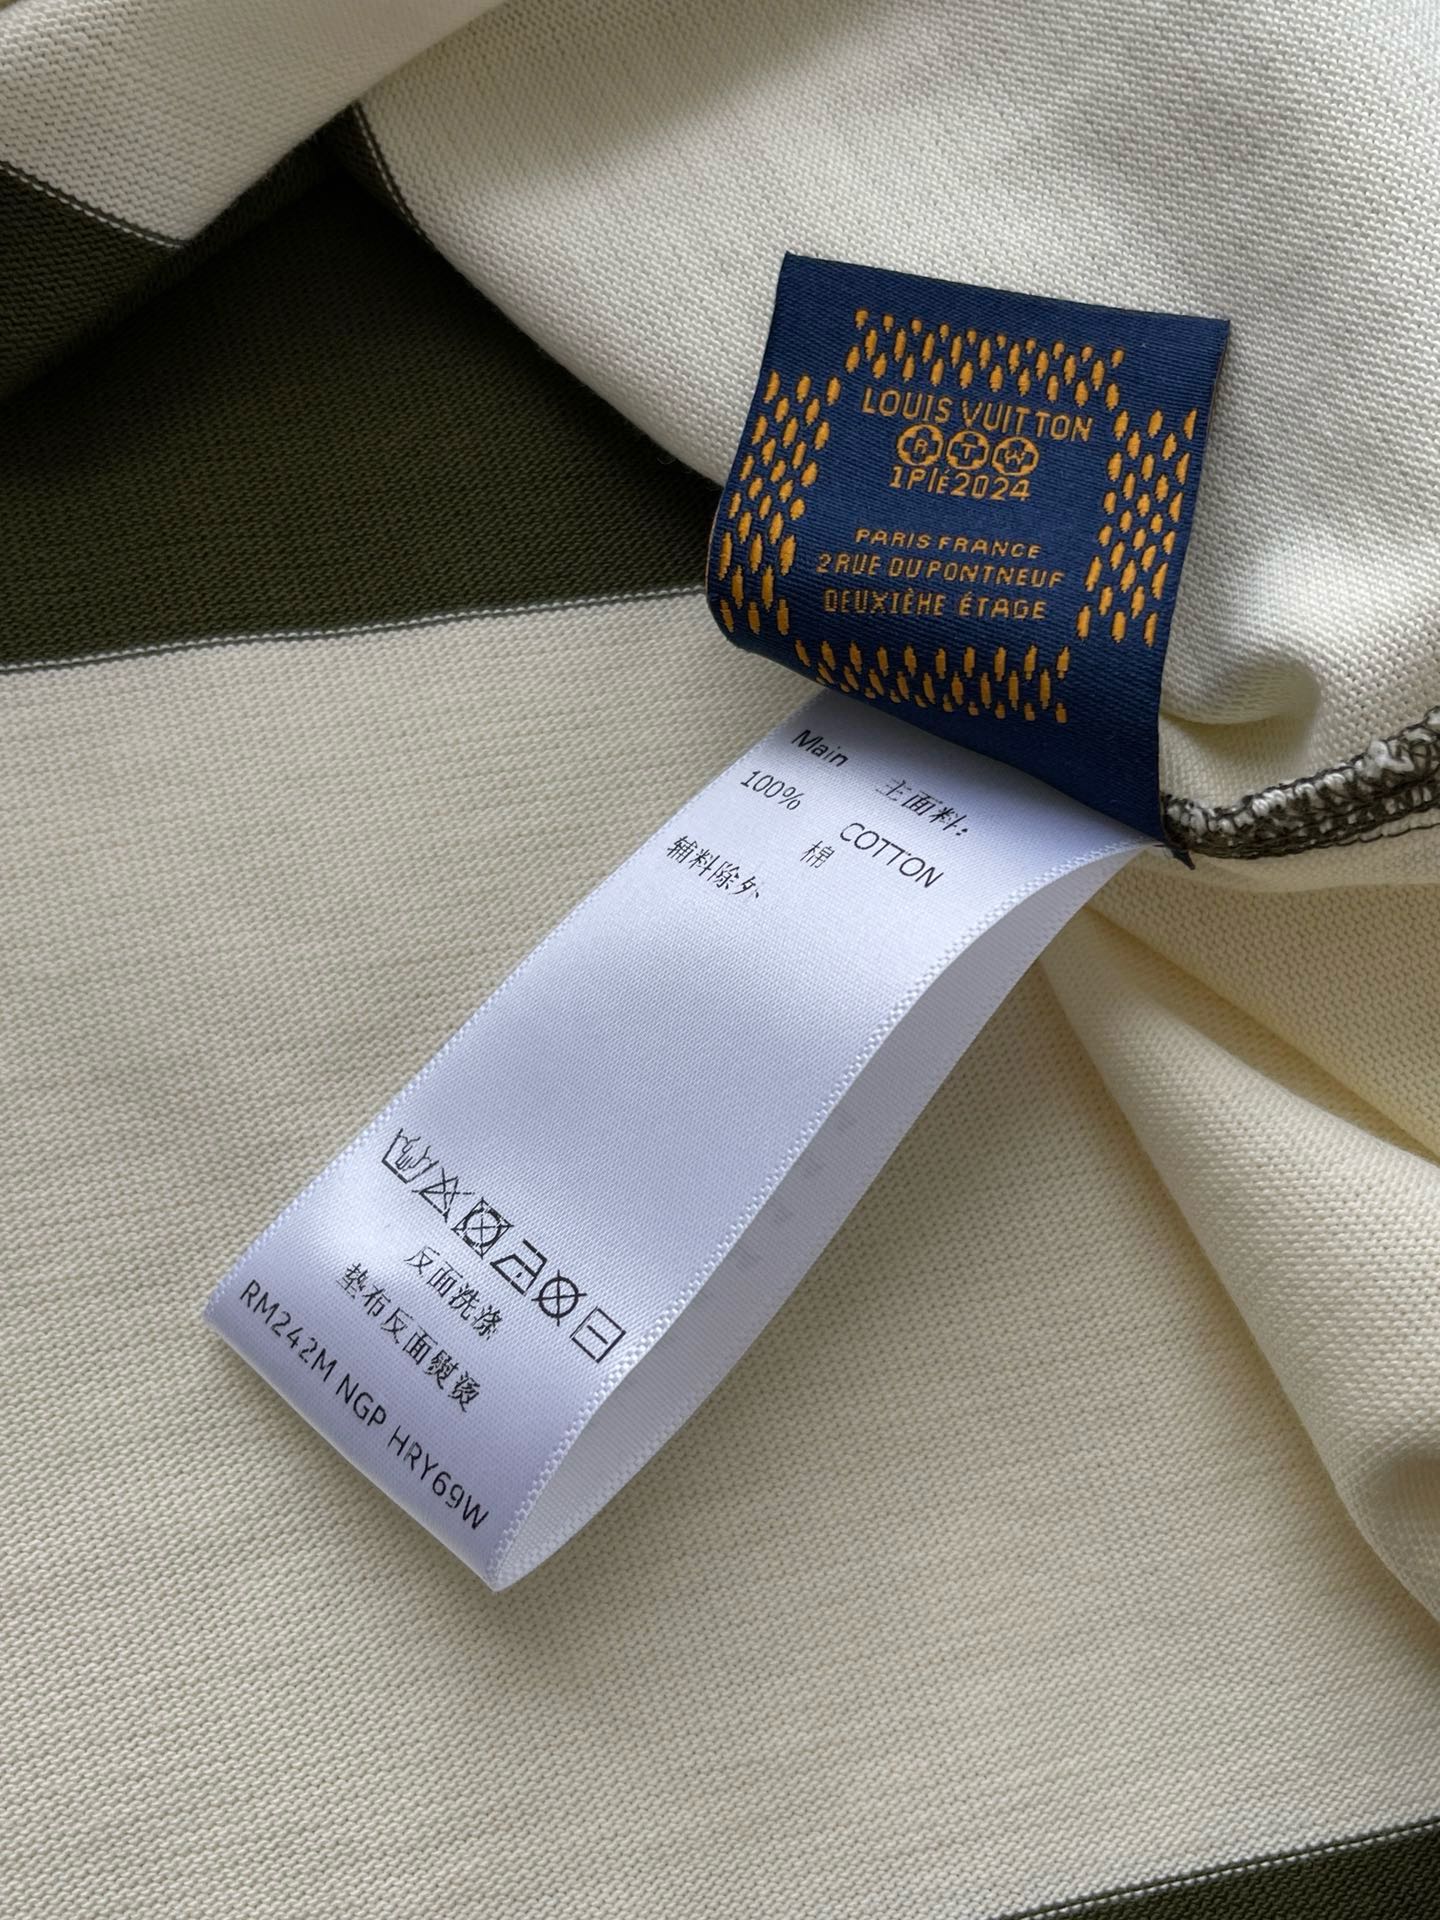 LOUIS VUITTON
R T W
1PIÉ2024
PARIS FRANCE
2 RUE DU PONTNEUF
DEUXIÈME ÉTAGE
Main 主面料:
100% 棉 COTTON
辅料除外
反面洗涤
垫布反面熨烫
RM242M NGP HRY69W